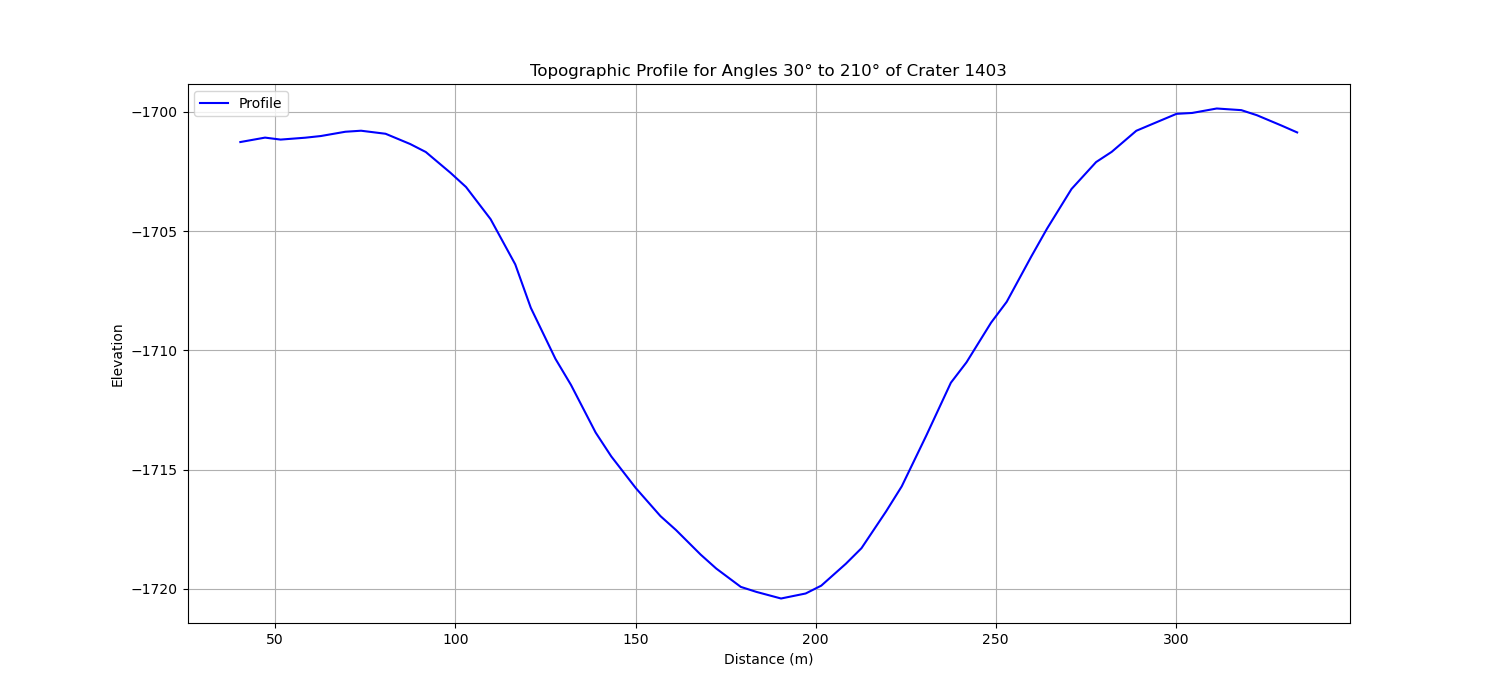 Topographic Profile for Angles 30° to 210° of Crater 1403
Profile
−1700
−1705
−1710
−1715
−1720
Elevation
50 100 150 200 250 300
Distance (m)